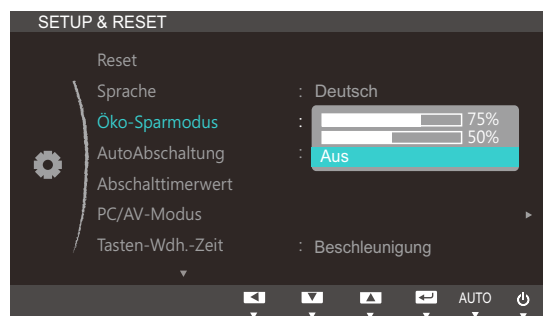 SETUP & RESET
Reset
Sprache : Deutsch
Öko-Sparmodus : 75%
50%
AutoAbschaltung : Aus
Abschalttimerwert
PC/AV-Modus
Tasten-Wdh.-Zeit : Beschleunigung
AUTO